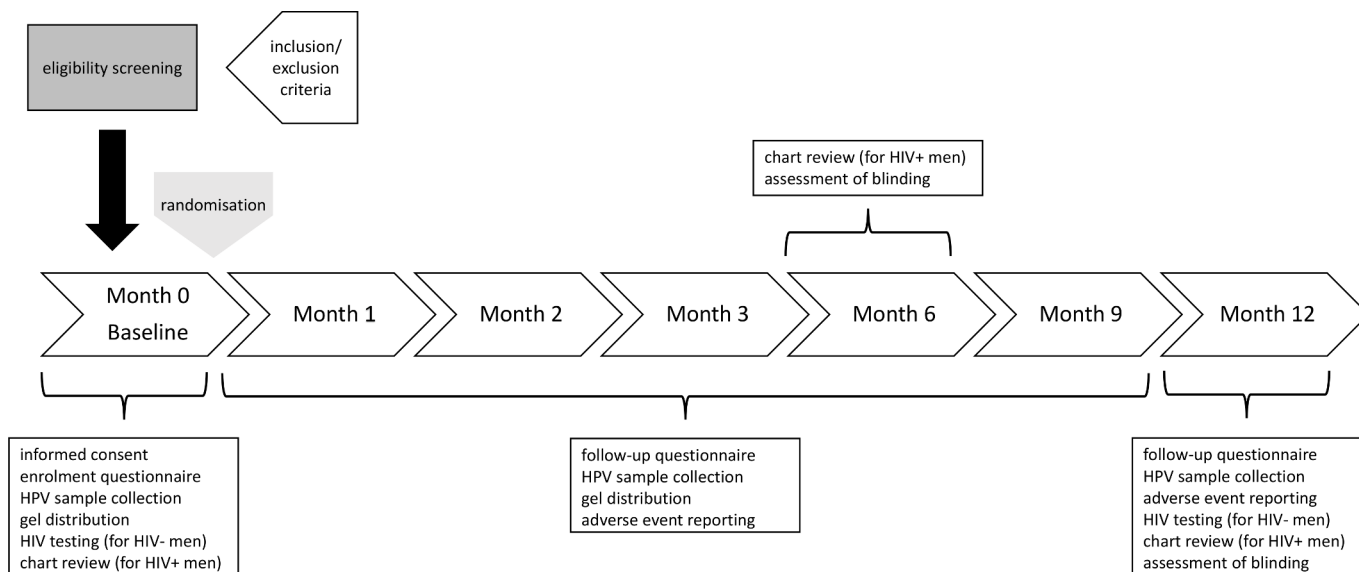 eligibility screening
inclusion/
exclusion
criteria
randomisation
chart review (for HIV+ men)
assessment of blinding
Month 0
Baseline
Month 1
Month 2
Month 3
Month 6
Month 9
Month 12
informed consent
enrolment questionnaire
HPV sample collection
gel distribution
HIV testing (for HIV- men)
chart review (for HIV+ men)
follow-up questionnaire
HPV sample collection
gel distribution
adverse event reporting
follow-up questionnaire
HPV sample collection
adverse event reporting
HIV testing (for HIV- men)
chart review (for HIV+ men)
assessment of blinding